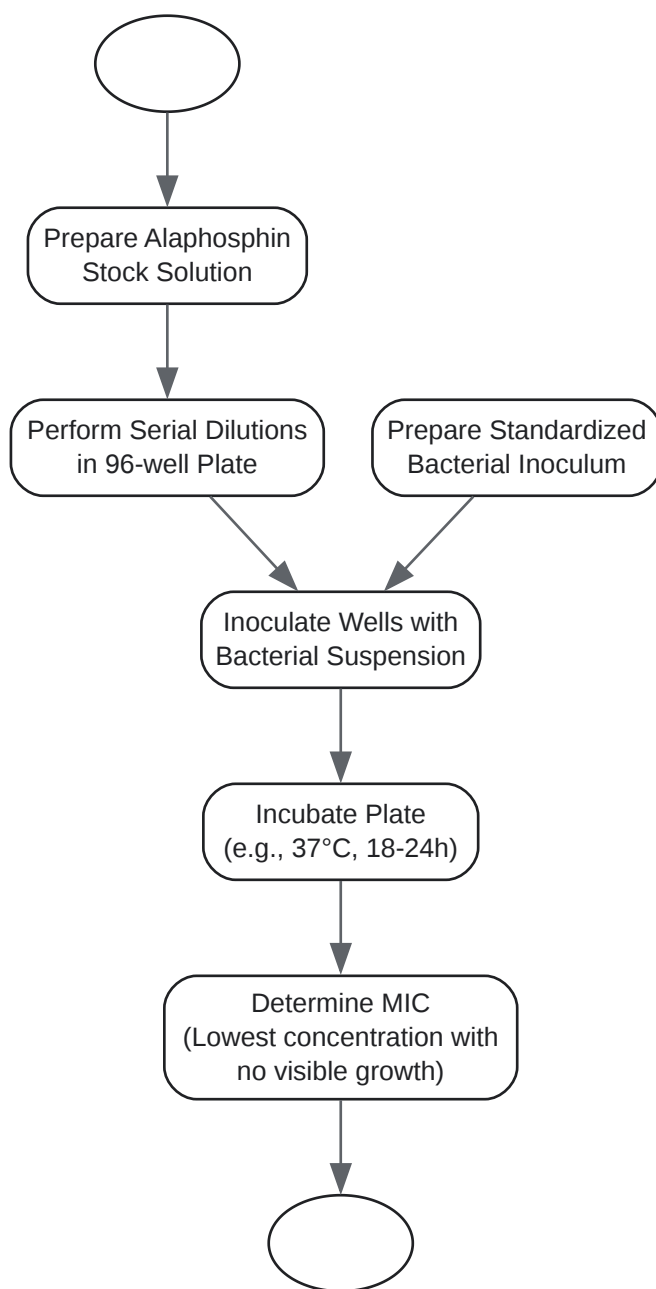 Prepare Alaphosphin
Stock Solution
Perform Serial Dilutions
in 96-well Plate
Prepare Standardized
Bacterial Inoculum
Inoculate Wells with
Bacterial Suspension
Incubate Plate
(e.g., 37°C, 18-24h)
Determine MIC
(Lowest concentration with
no visible growth)